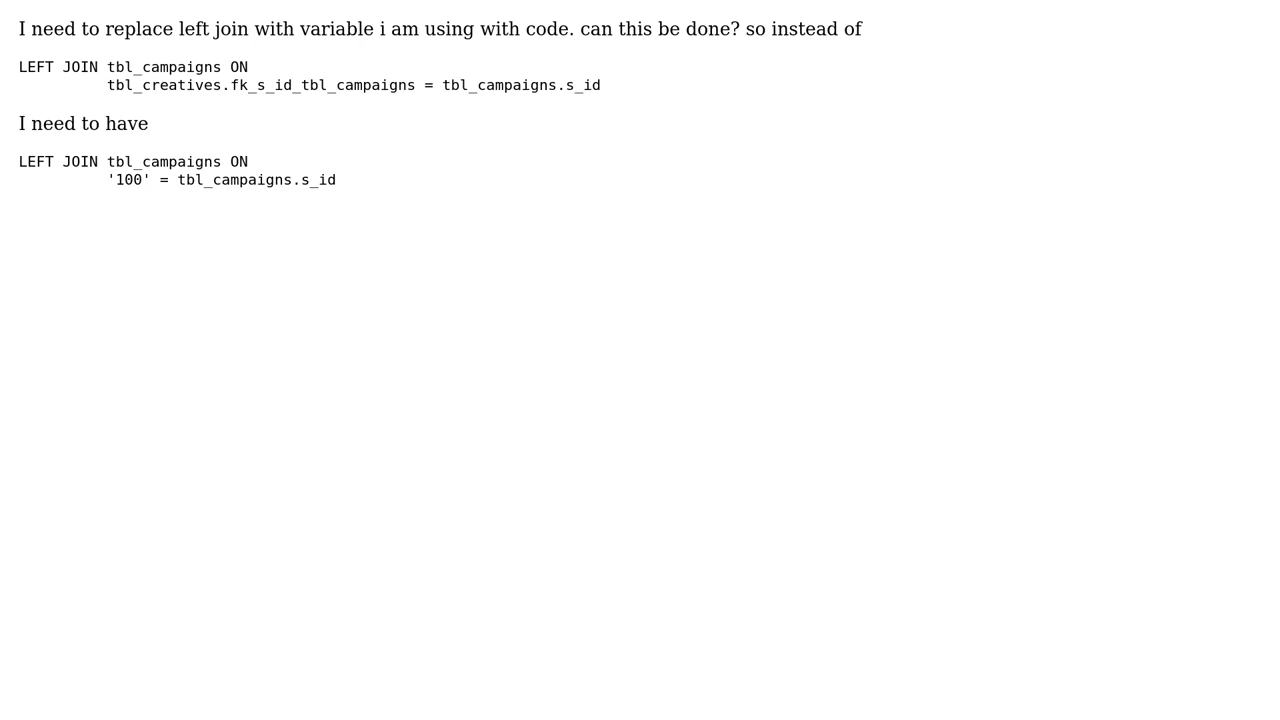 I need to replace left join with variable i am using with code. can this be done? so instead of
LEFT JOIN tbl_campaigns ON
tbl_creatives.fk_s_id_tbl_campaigns = tbl_campaigns.s_id
I need to have
LEFT JOIN tbl_campaigns ON
'100' = tbl_campaigns.s_id